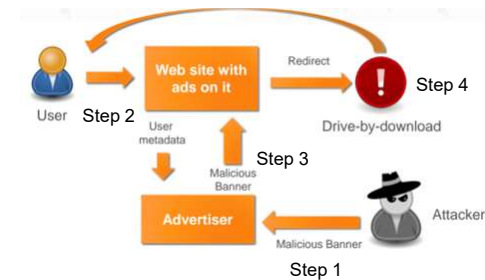 Web site with
ads on it
Redirect
!
Step 4
User
Step 2
User
metadata
Drive-by-download
Step 3
Malicious
Banner
Advertiser
Attacker
Malicious Banner
Step 1